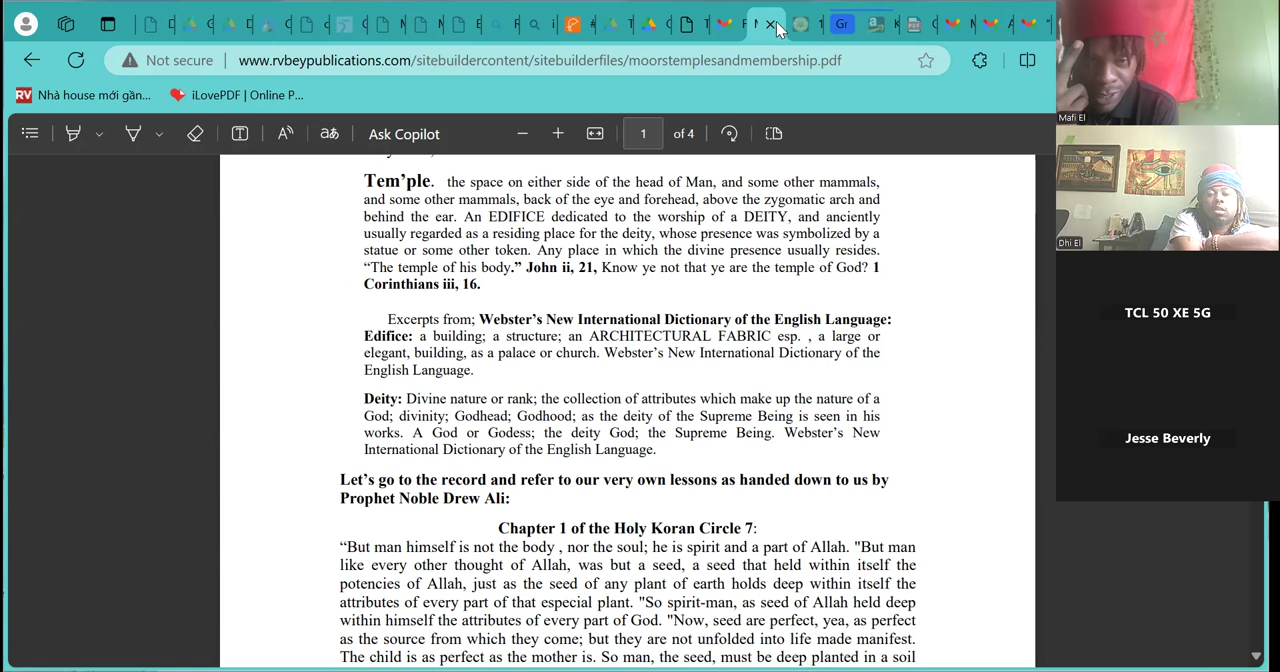 Not secure
www.rvbeypublications.com/sitebuildercontent/sitebuilderfiles/moorstemplesandmembership.pdf
RV Nhà house mới gần...
iLovePDF | Online P...
Ask Copilot
1 of 4
Tem’ple. the space on either side of the head of Man, and some other mammals,
and some other mammals, back of the eye and forehead, above the zygomatic arch and
behind the ear. An EDIFICE dedicated to the worship of a DEITY, and anciently
usually regarded as a residing place for the deity, whose presence was symbolized by a
statue or some other token. Any place in which the divine presence usually resides.
“The temple of his body.” John ii, 21, Know ye not that ye are the temple of God? 1
Corinthians iii, 16.
Excerpts from; Webster’s New International Dictionary of the English Language:
Edifice: a building; a structure; an ARCHITECTURAL FABRIC esp. , a large or
elegant, building, as a palace or church. Webster’s New International Dictionary of the
English Language.
Deity: Divine nature or rank; the collection of attributes which make up the nature of a
God; divinity; Godhead; Godhood; as the deity of the Supreme Being is seen in his
works. A God or Godess; the deity God; the Supreme Being. Webster’s New
International Dictionary of the English Language.
Let’s go to the record and refer to our very own lessons as handed down to us by
Prophet Noble Drew Ali:
Chapter 1 of the Holy Koran Circle 7:
“But man himself is not the body , nor the soul; he is spirit and a part of Allah. "But man
like every other thought of Allah, was but a seed, a seed that held within itself the
potencies of Allah, just as the seed of any plant of earth holds deep within itself the
attributes of every part of that especial plant. "So spirit-man, as seed of Allah held deep
within himself the attributes of every part of God. "Now, seed are perfect, yea, as perfect
as the source from which they come; but they are not unfolded into life made manifest.
The child is as perfect as the mother is. So man, the seed, must be deep planted in a soil
Mafi El
Dhi El
TCL 50 XE 5G
Jesse Beverly